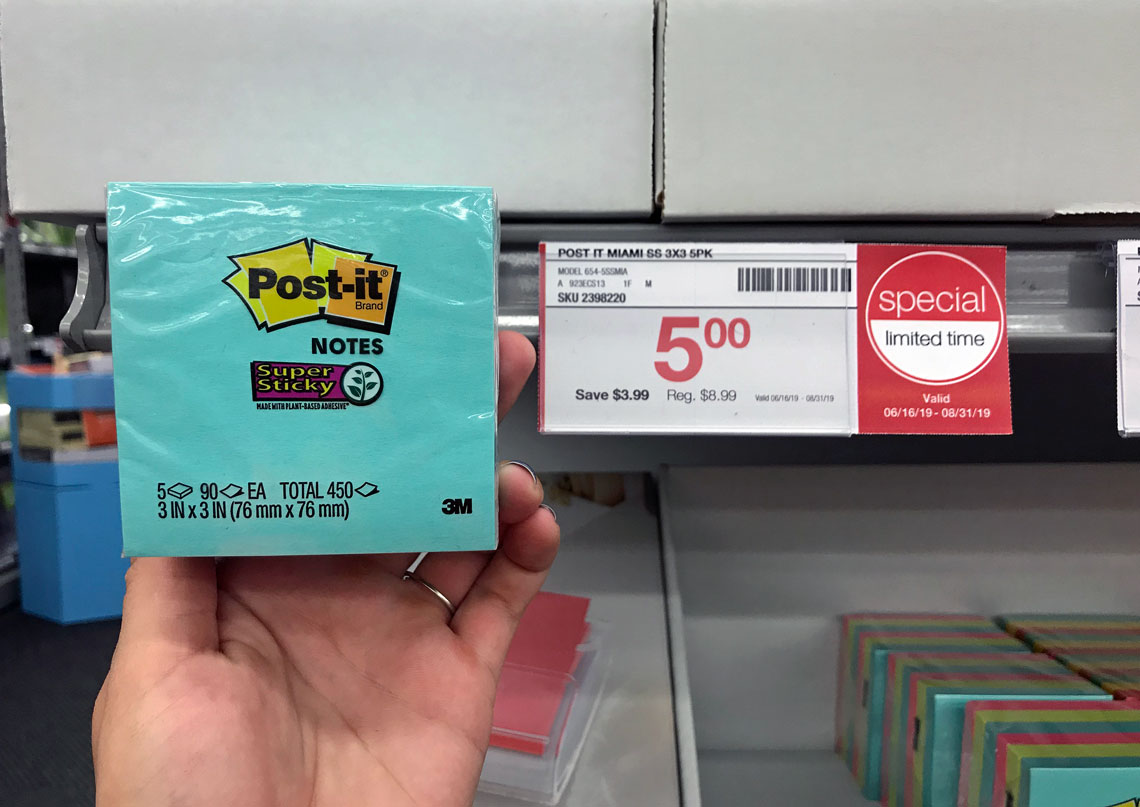 Post-it®
Brand
NOTES
Super
Sticky
MADE WITH PLANT-BASED ADHESIVE*
5 90 EA TOTAL 450
3 IN x 3 IN (76 mm x 76 mm)
3M
POST IT MIAMI SS 3X3 5PK
MODEL 654-5SSMIA
A 923ECS13 1F M
SKU 2398220
500
Save $3.99 Reg. $8.99 Valid 06/16/19 - 08/31/19
special
limited time
Valid
06/16/19 - 08/31/19